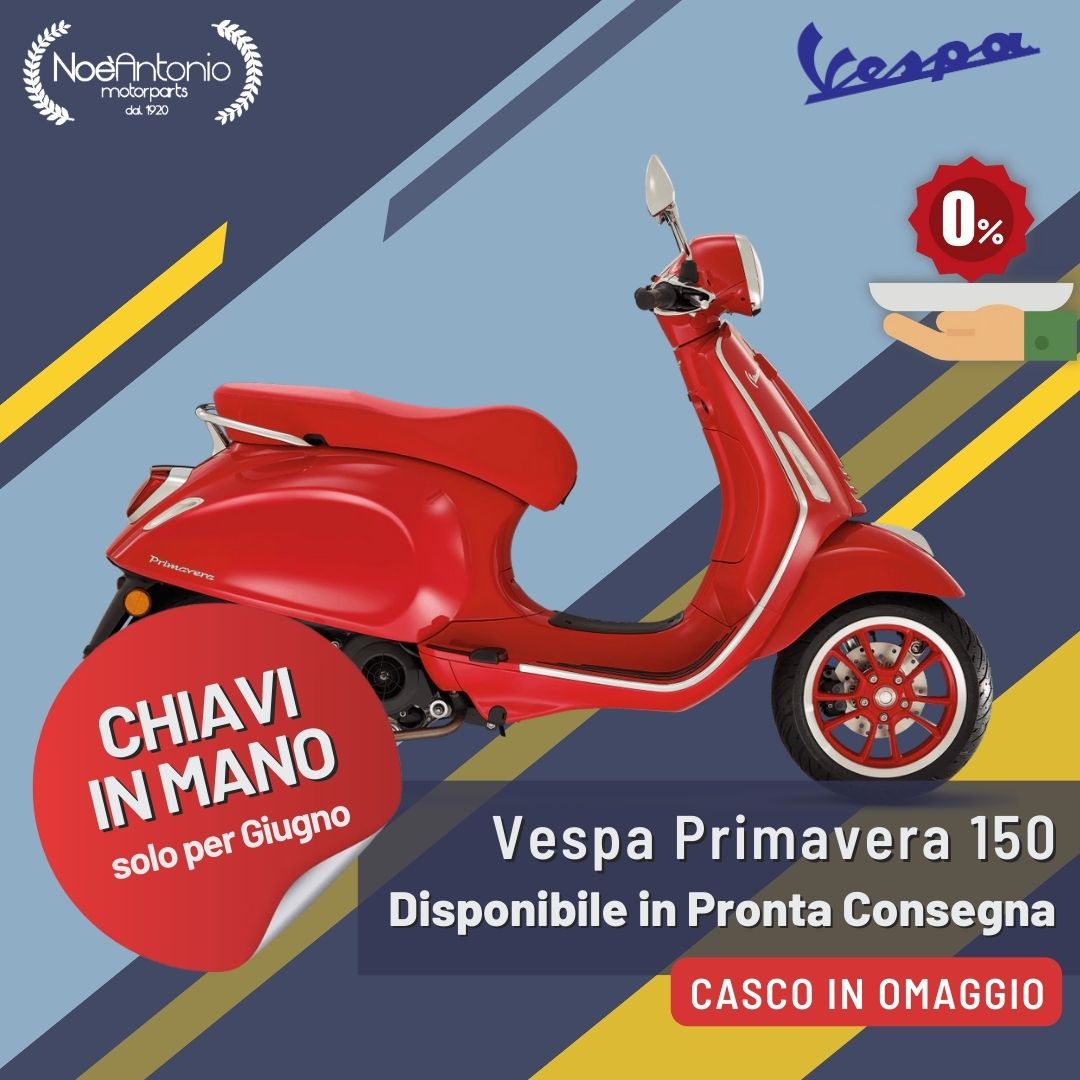 NoèAntonio
motorparts
dal 1920
Vespa
0%
Vespa
Primavera
CHIAVI
IN MANO
solo per Giugno
Vespa Primavera 150
Disponibile in Pronta Consegna
CASCO IN OMAGGIO